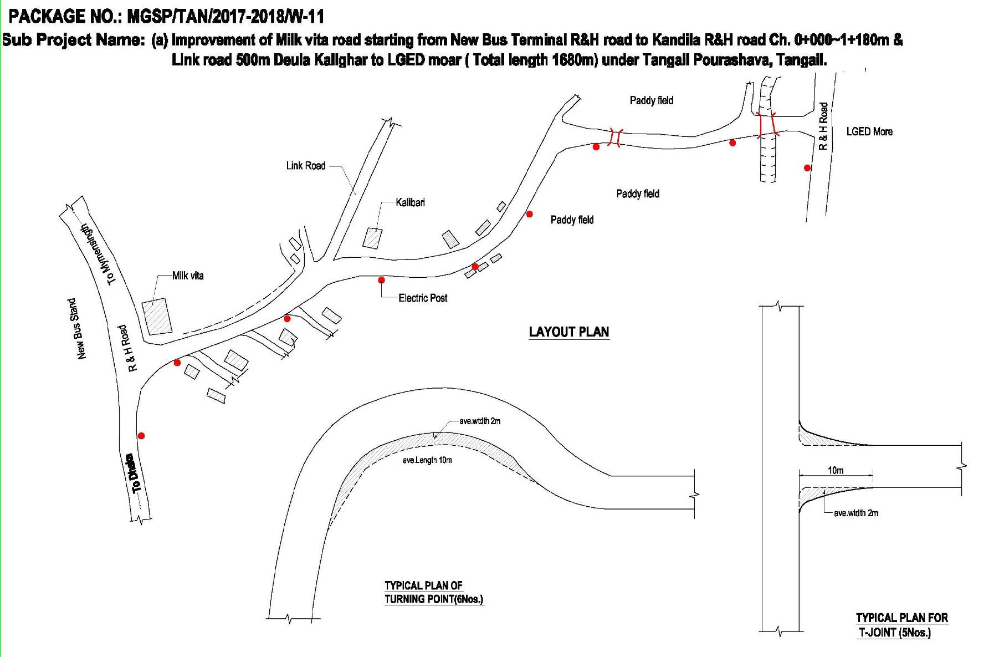 PACKAGE NO.: MGSP/TAN/2017-2018/W-11
Sub Project Name: (a) Improvement of Milk vita road starting from New Bus Terminal R&H road to Kandila R&H road Ch. 0+000~1+180m &
Link road 500m Deula Kalighar to LGED moar ( Total length 1680m) under Tangail Pourashava, Tangail.
Paddy field
R & H Road
LGED More
Link Road
Paddy field
Kalibari
Paddy field
To Mymensingth
Milk vita
Electric Post
New Bus Stand
R & H Road
LAYOUT PLAN
To Dhaka
ave.wtdth 2m
ave.Length 10m
10m
ave.wtdth 2m
TYPICAL PLAN OF
TURNING POINT(6Nos.)
TYPICAL PLAN FOR
T-JOINT (5Nos.)